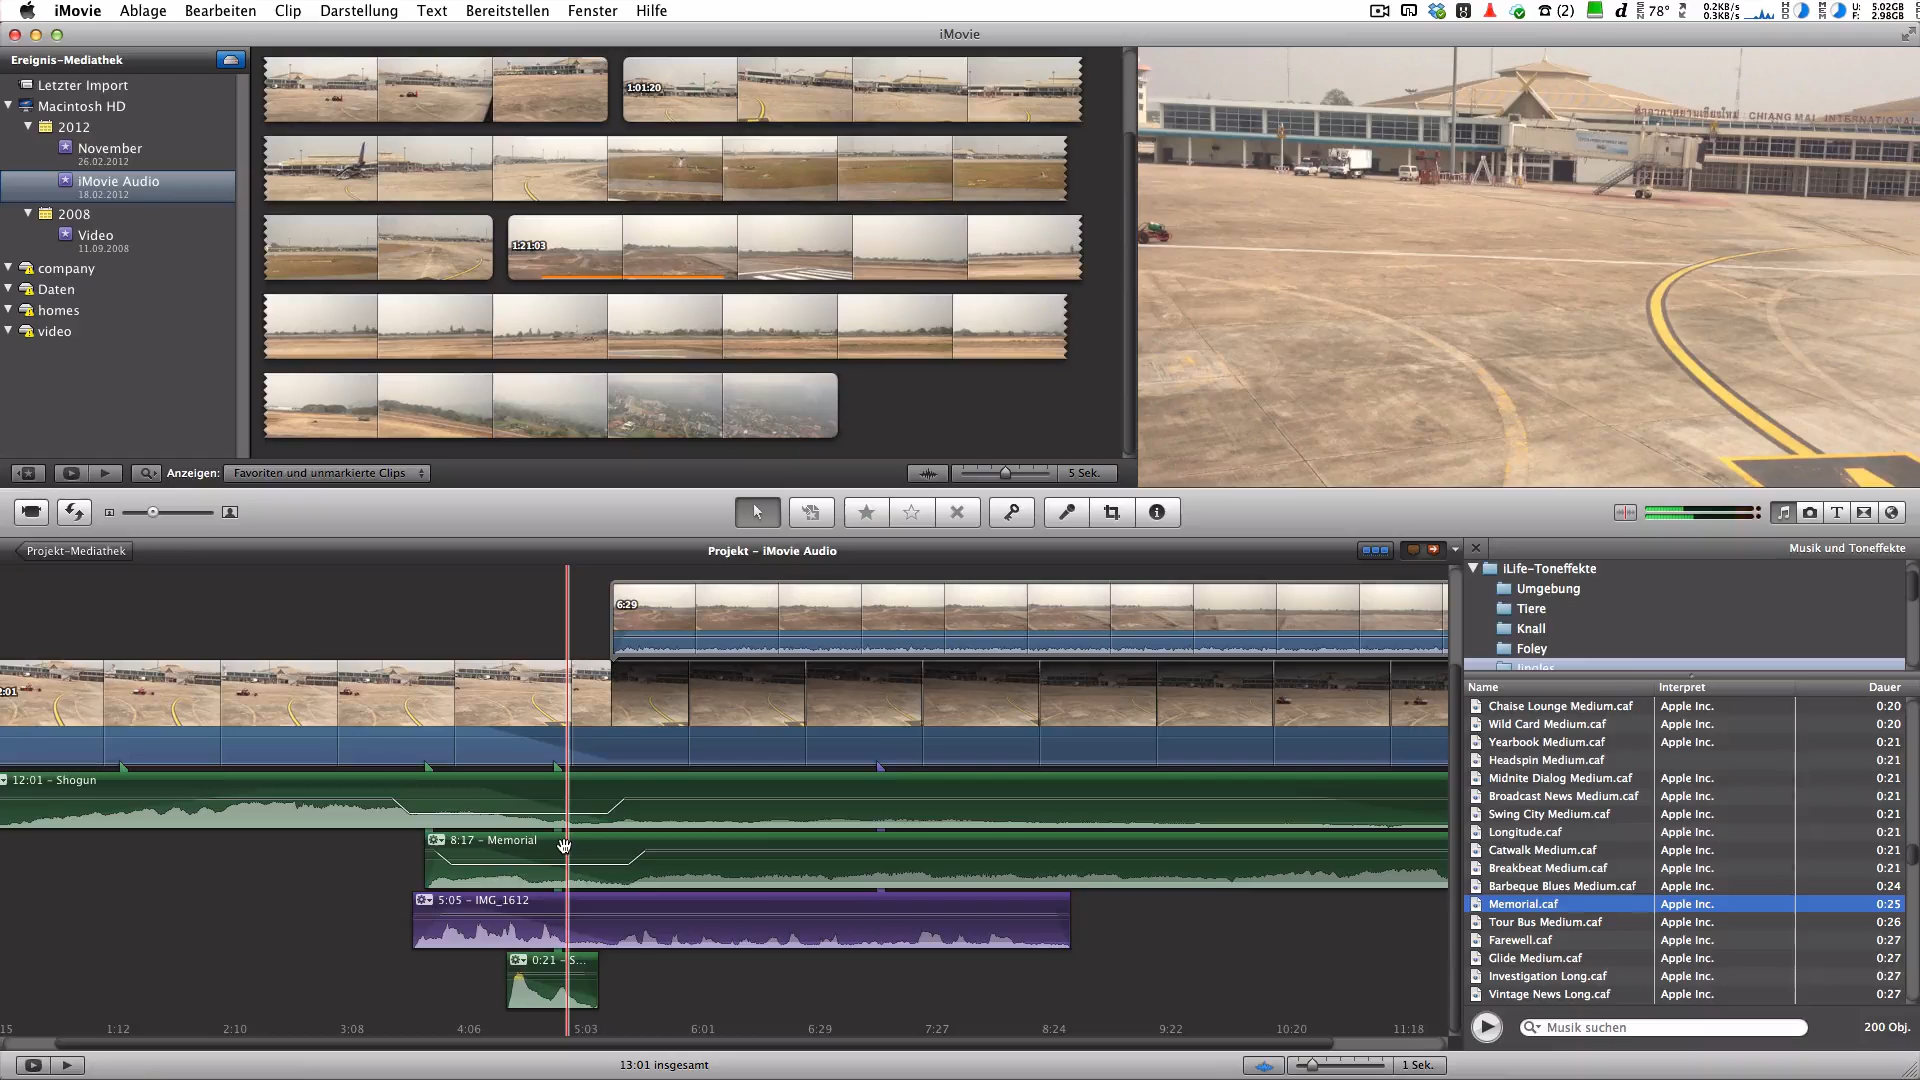 iMovie Ablage Bearbeiten Clip Darstellung Text Bereitstellen Fenster Hilfe
(2) 78° 0.2KB/s 0.3KB/s U: 5.02GB F: 2.98GB
iMovie
Ereignis-Mediathek
Letzter Import
Macintosh HD
2012
November
26.02.2012
iMovie Audio
18.02.2012
2008
Video
11.09.2008
company
Daten
homes
video
1:01:20
1:21:03
CHIANG MAI INTERNATIONAL
Anzeigen: Favoriten und unmarkierte Clips
5 Sek.
Projekt-Mediathek
Projekt – iMovie Audio
Musik und Toneffekte
iLife-Toneffekte
Umgebung
Tiere
Knall
Foley
Jingles
6:29
2:01
12:01 – Shogun
8:17 – Memorial
5:05 – IMG_1612
0:21 – S...
15 1:12 2:10 3:08 4:06 5:03 6:01 6:29 7:27 8:24 9:22 10:20 11:18
Name Interpret Dauer
Chaise Lounge Medium.caf Apple Inc. 0:20
Wild Card Medium.caf Apple Inc. 0:20
Yearbook Medium.caf Apple Inc. 0:21
Headspin Medium.caf 0:21
Midnite Dialog Medium.caf Apple Inc. 0:21
Broadcast News Medium.caf Apple Inc. 0:21
Swing City Medium.caf Apple Inc. 0:21
Longitude.caf Apple Inc. 0:21
Catwalk Medium.caf Apple Inc. 0:21
Breakbeat Medium.caf Apple Inc. 0:21
Barbeque Blues Medium.caf Apple Inc. 0:24
Memorial.caf Apple Inc. 0:25
Tour Bus Medium.caf Apple Inc. 0:26
Farewell.caf Apple Inc. 0:27
Glide Medium.caf Apple Inc. 0:27
Investigation Long.caf Apple Inc. 0:27
Vintage News Long.caf Apple Inc. 0:27
Musik suchen
200 Obj.
13:01 insgesamt
1 Sek.